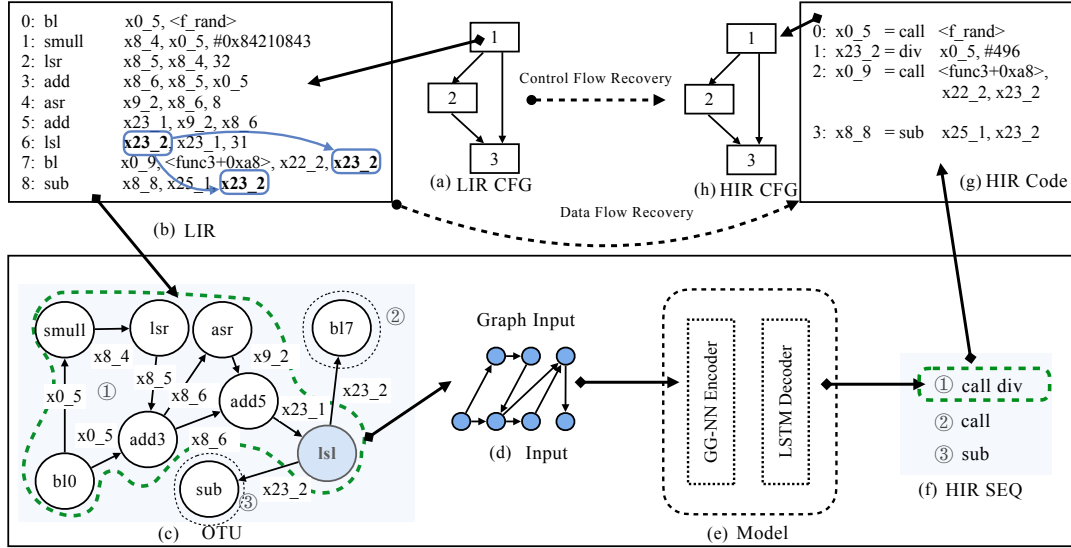 0: bl x0_5, <f_rand>
1: smull x8_4, x0_5, #0x84210843
2: lsr x8_5, x8_4, 32
3: add x8_6, x8_5, x0_5
4: asr x9_2, x8_6, 8
5: add x23_1, x9_2, x8_6
6: lsl x23_2, x23_1, 31
7: bl x0_9, <func3+0xa8>, x22_2, x23_2
8: sub x8_8, x25_1, x23_2
(b) LIR
1
2
3
(a) LIR CFG
Control Flow Recovery
1
2
3
(h) HIR CFG
0: x0_5 = call <f_rand>
1: x23_2 = div x0_5, #496
2: x0_9 = call <func3+0xa8>,
x22_2, x23_2
3: x8_8 = sub x25_1, x23_2
(g) HIR Code
Data Flow Recovery
smull
lsr
asr
bl7
②
x8_4
x9_2
x0_5
①
x8_5
x8_6
x23_2
add5
x23_1
x0_5
add3
x8_6
lsl
bl0
sub
x23_2
③
(c) OTU
Graph Input
(d) Input
GG-NN Encoder
LSTM Decoder
(e) Model
① call div
② call
③ sub
(f) HIR SEQ